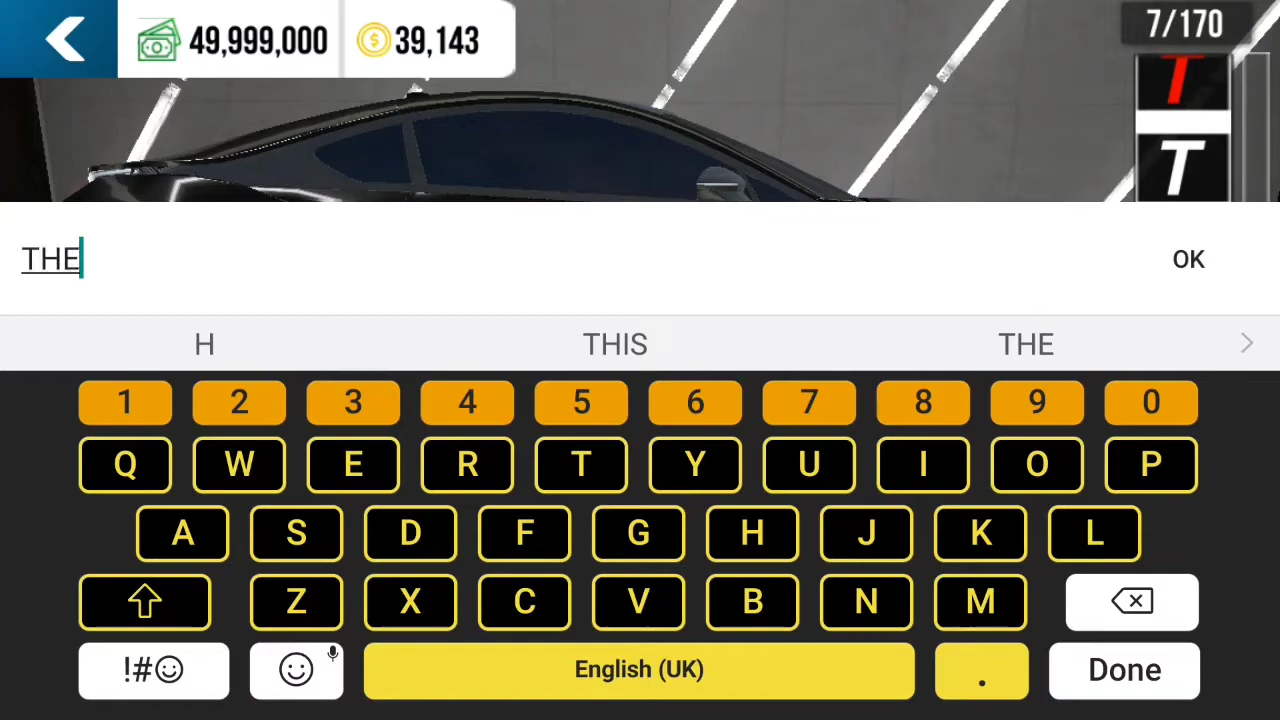 49,999,000 $ 39,143 7/170
T
T
THE OK
H THIS THE
1 2 3 4 5 6 7 8 9 0
Q W E R T Y U I O P
A S D F G H J K L
Z X C V B N M
!#☺ English (UK) . Done